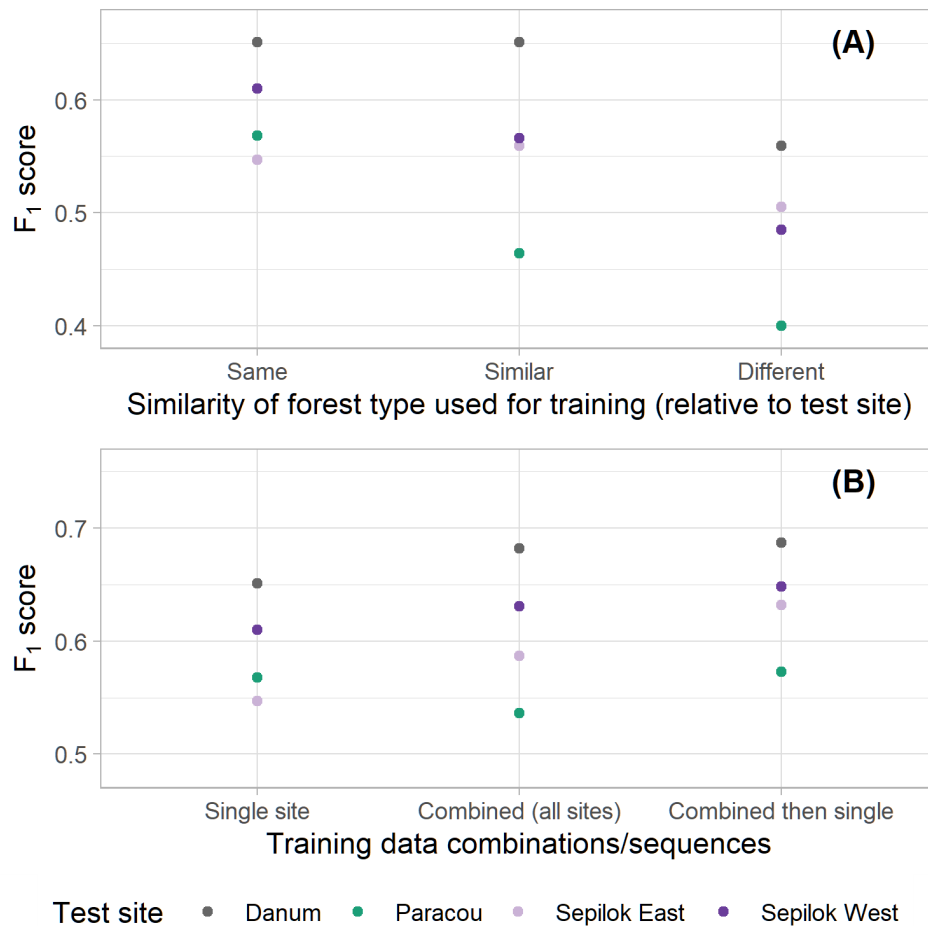 (A)
0.6
0.5
0.4
F1 score
Same Similar Different
Similarity of forest type used for training (relative to test site)
(B)
0.7
0.6
0.5
F1 score
Single site Combined (all sites) Combined then single
Training data combinations/sequences
Test site Danum Paracou Sepilok East Sepilok West